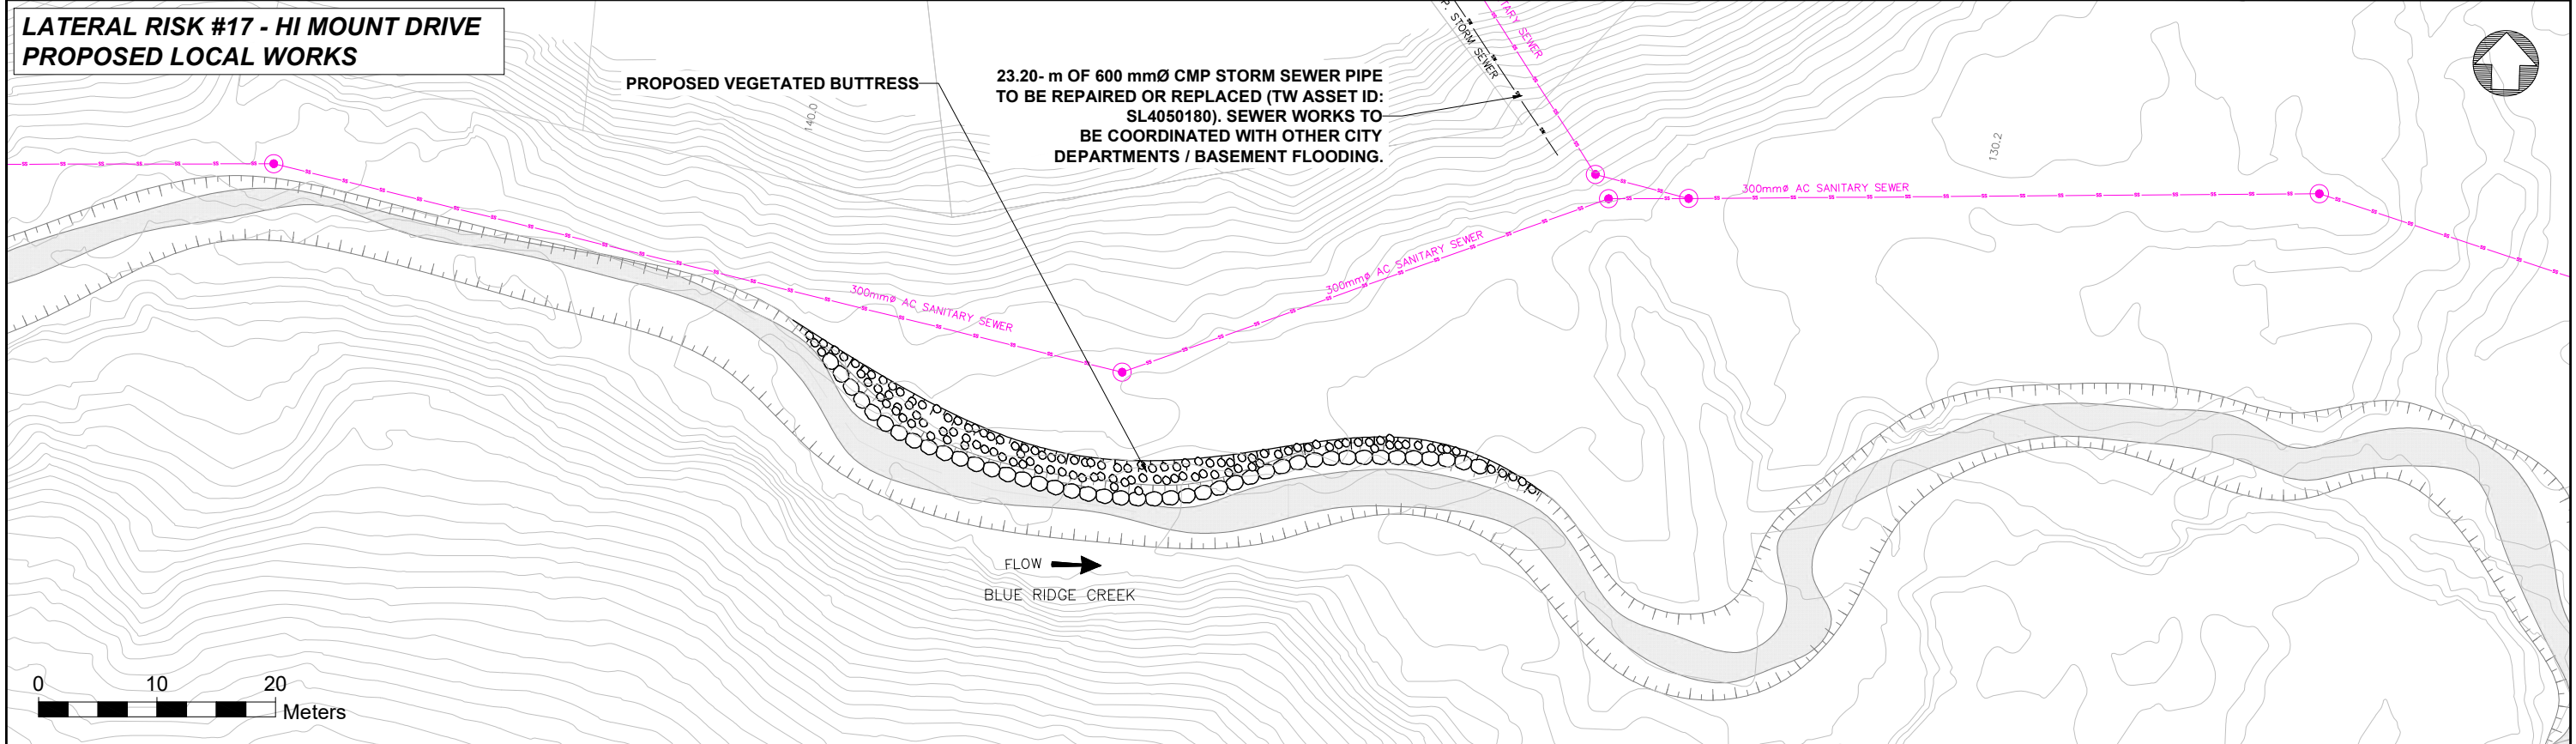 LATERAL RISK #17 - HI MOUNT DRIVE
PROPOSED LOCAL WORKS
PROPOSED VEGETATED BUTTRESS
23.20- m OF 600 mmØ CMP STORM SEWER PIPE
TO BE REPAIRED OR REPLACED (TW ASSET ID:
SL4050180). SEWER WORKS TO
BE COORDINATED WITH OTHER CITY
DEPARTMENTS / BASEMENT FLOODING.
STORM SEWER
SEWER
140.0
130.2
300mmØ AC SANITARY SEWER
300mmØ AC SANITARY SEWER
300mmØ AC SANITARY SEWER
FLOW
BLUE RIDGE CREEK
0 10 20
Meters